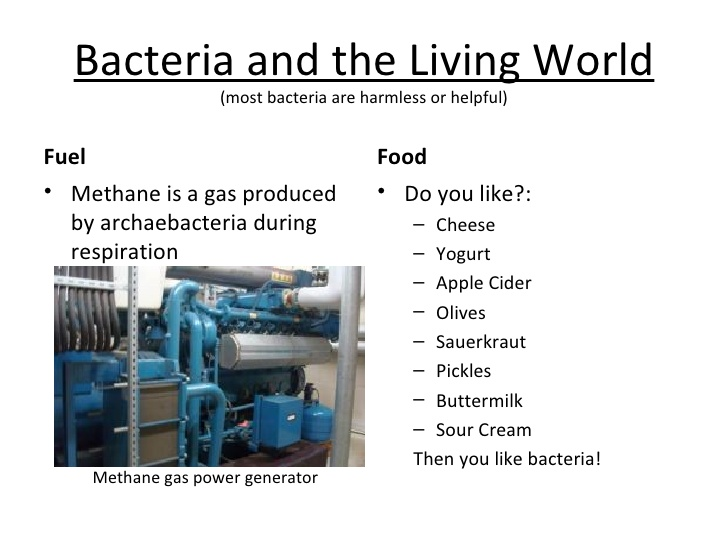 Bacteria and the Living World
(most bacteria are harmless or helpful)
Fuel
• Methane is a gas produced
by archaebacteria during
respiration
Methane gas power generator
Food
• Do you like?:
– Cheese
– Yogurt
– Apple Cider
– Olives
– Sauerkraut
– Pickles
– Buttermilk
– Sour Cream
Then you like bacteria!